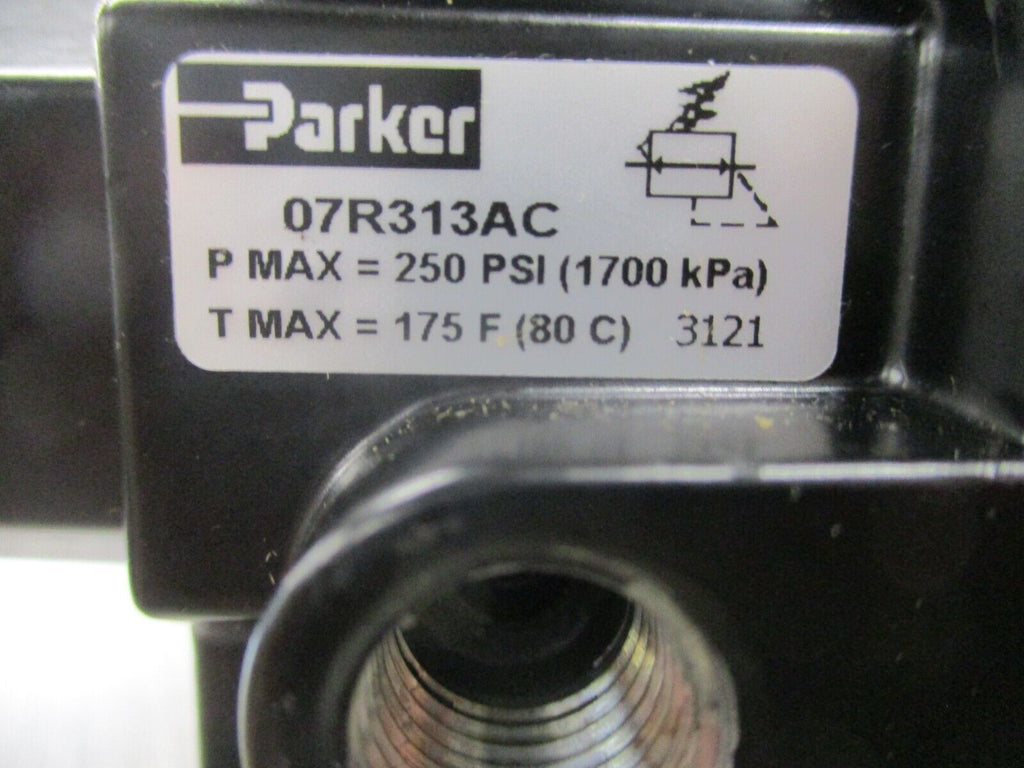 Parker
07R313AC
P MAX = 250 PSI (1700 kPa)
T MAX = 175 F (80 C) 3121